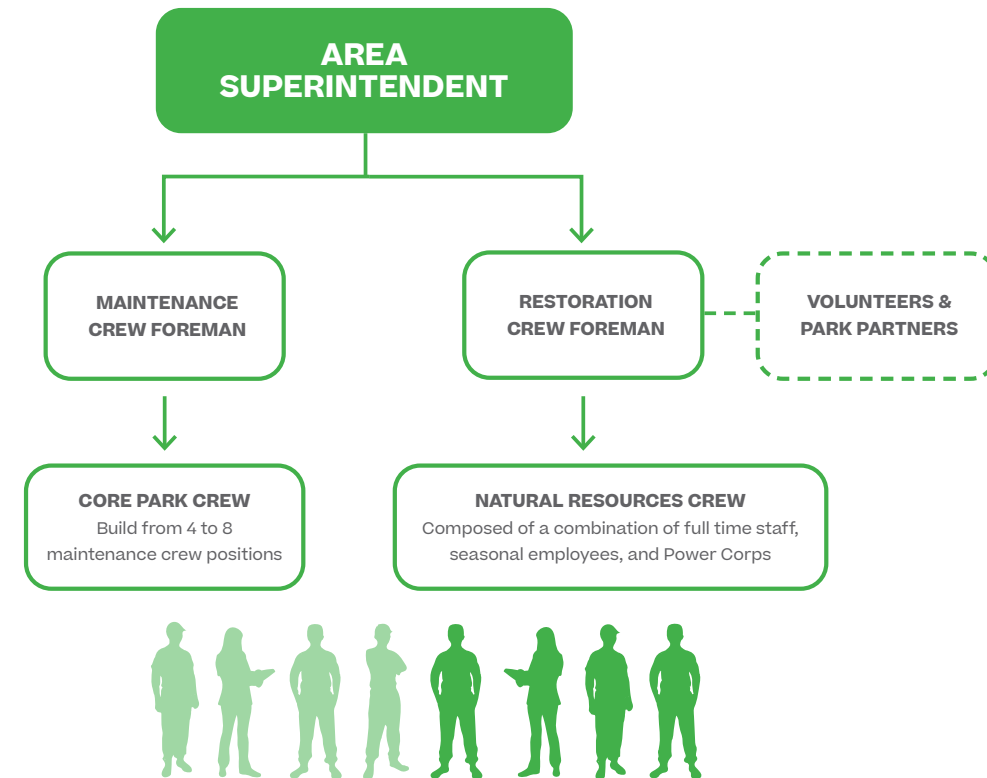 AREA
SUPERINTENDENT
MAINTENANCE
CREW FOREMAN
RESTORATION
CREW FOREMAN
VOLUNTEERS &
PARK PARTNERS
CORE PARK CREW
Build from 4 to 8
maintenance crew positions
NATURAL RESOURCES CREW
Composed of a combination of full time staff,
seasonal employees, and Power Corps